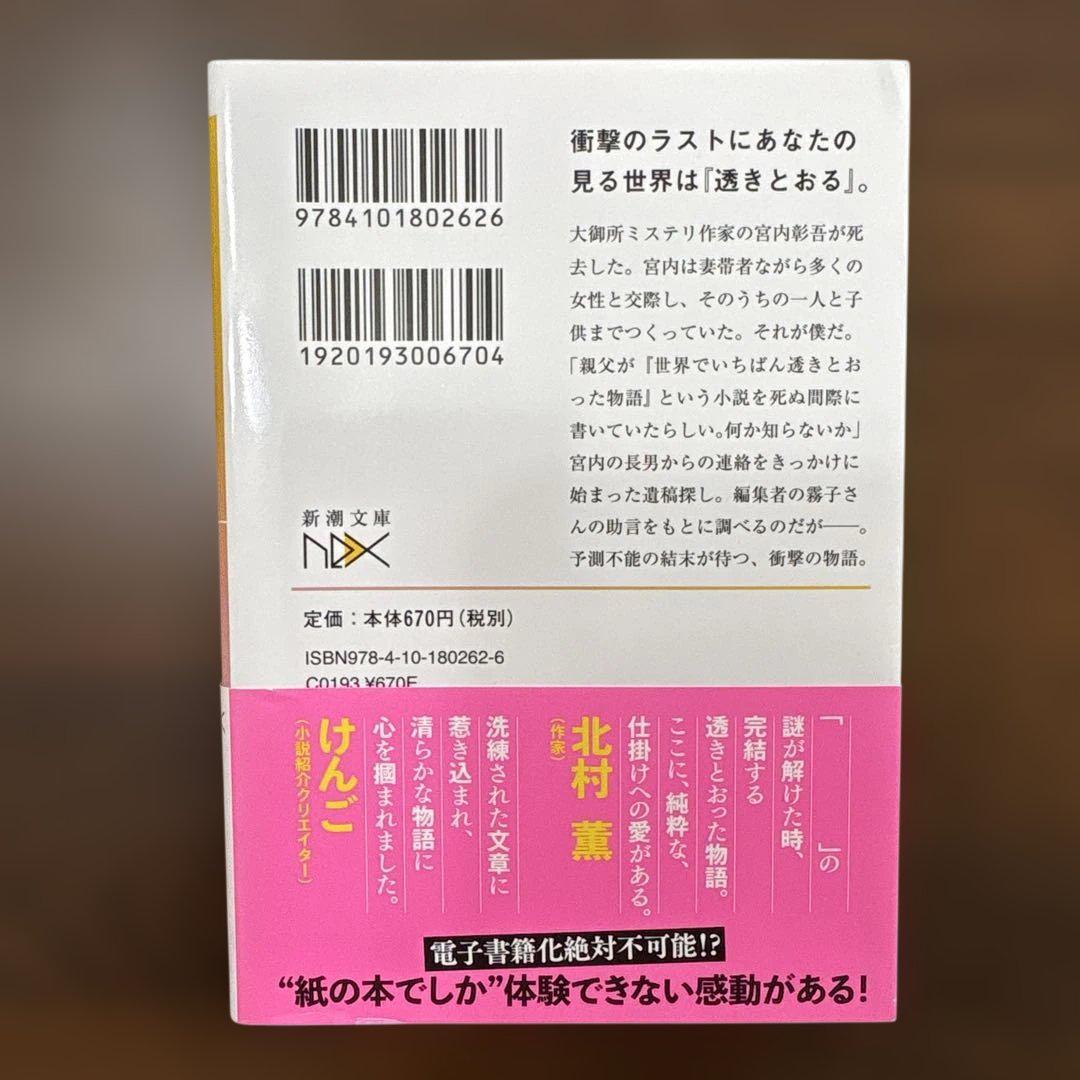 9784101802626
1920193006704
衝撃のラストにあなたの
見る世界は『透きとおる』。
大御所ミステリ作家の宮内彰吾が死
去した。宮内は妻帯者ながら多くの
女性と交際し、そのうちの一人と子
供までつくっていた。それが僕だ。
「親父が『世界でいちばん透きとお
った物語』という小説を死ぬ間際に
書いていたらしい。何か知らないか」
宮内の長男からの連絡をきっかけに
始まった遺稿探し。編集者の霧子さ
んの助言をもとに調べるのだが――。
予測不能の結末が待つ、衝撃の物語。
新潮文庫
nex
定価：本体670円(税別)
ISBN978-4-10-180262-6
C0193 ¥670E
「　　　」の
謎が解けた時、
完結する
透きとおった物語。
ここに、純粋な、
仕掛けへの愛がある。
北村 薫
(作家)
洗練された文章に
惹き込まれ、
清らかな物語に
心を掴まれました。
けんご
(小説紹介クリエイター)
電子書籍化絶対不可能!?
“紙の本でしか”体験できない感動がある!